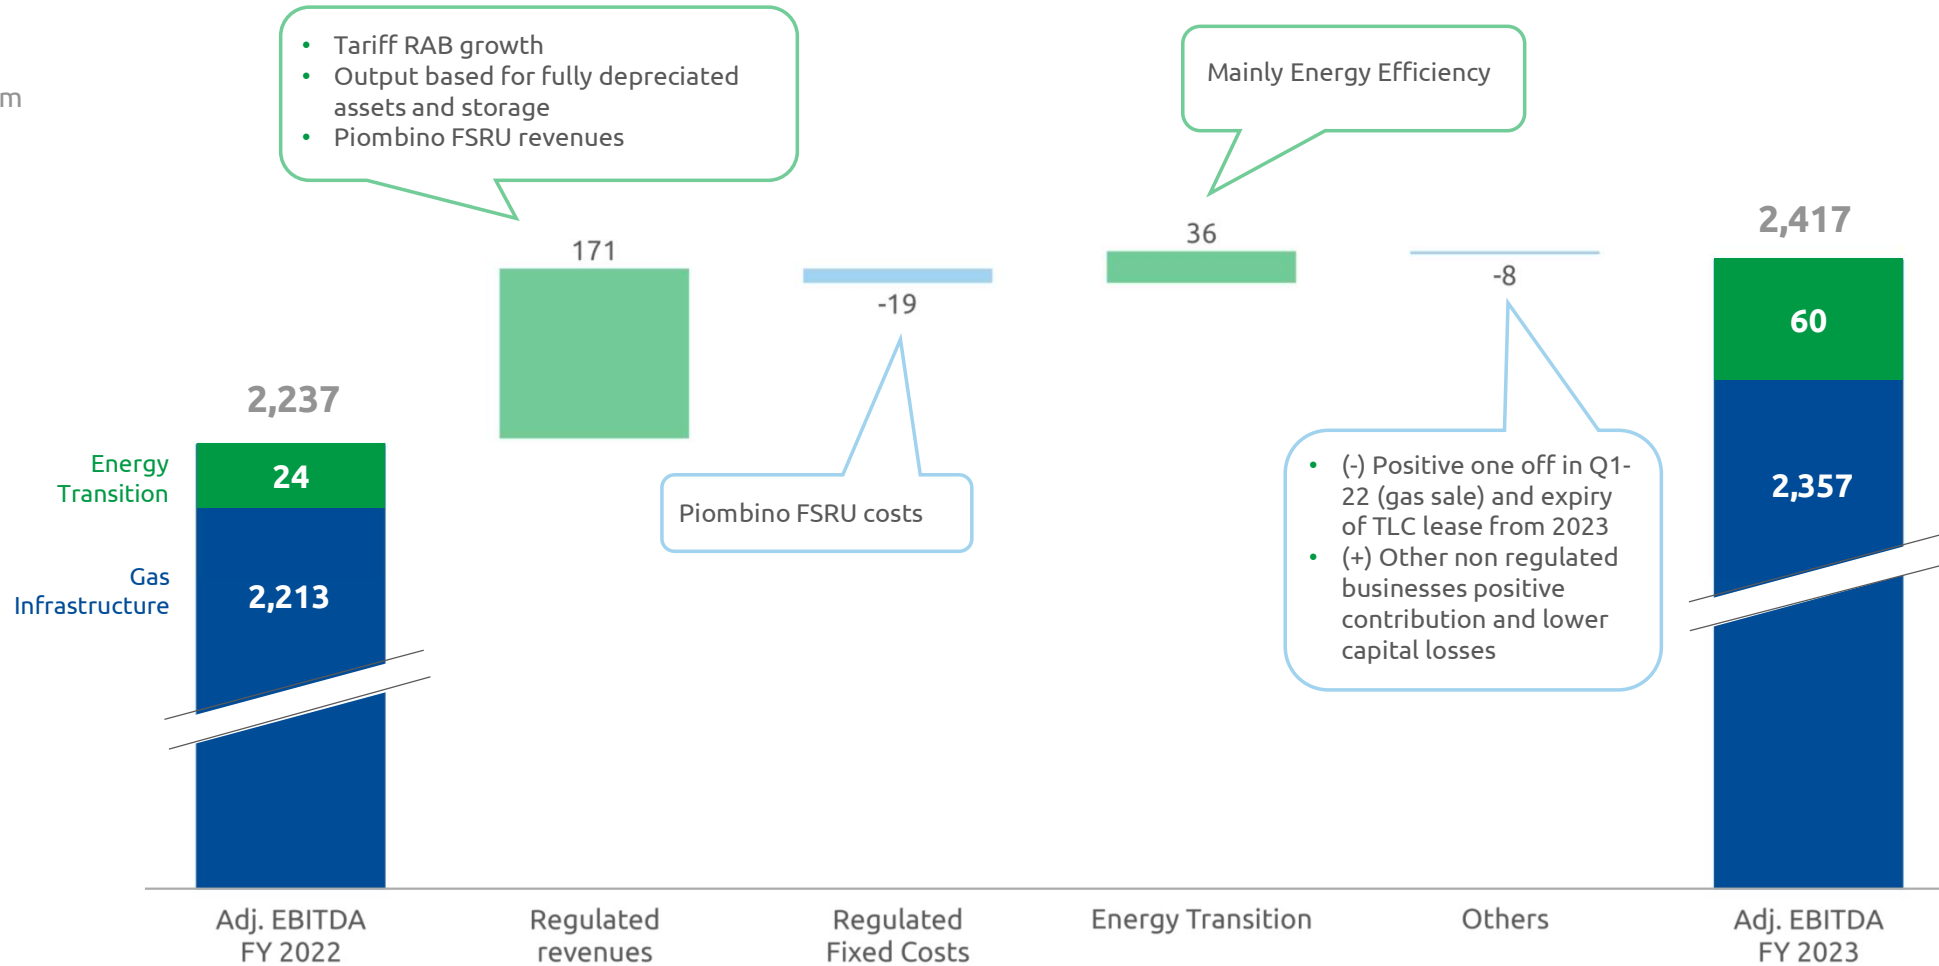 m
• Tariff RAB growth
• Output based for fully depreciated
assets and storage
• Piombino FSRU revenues
Mainly Energy Efficiency
2,237
171
-19
36
-8
2,417
Energy
Transition
24
60
Gas
Infrastructure
2,213
2,357
Piombino FSRU costs
• (-) Positive one off in Q1-
22 (gas sale) and expiry
of TLC lease from 2023
• (+) Other non regulated
businesses positive
contribution and lower
capital losses
Adj. EBITDA
FY 2022
Regulated
revenues
Regulated
Fixed Costs
Energy Transition
Others
Adj. EBITDA
FY 2023